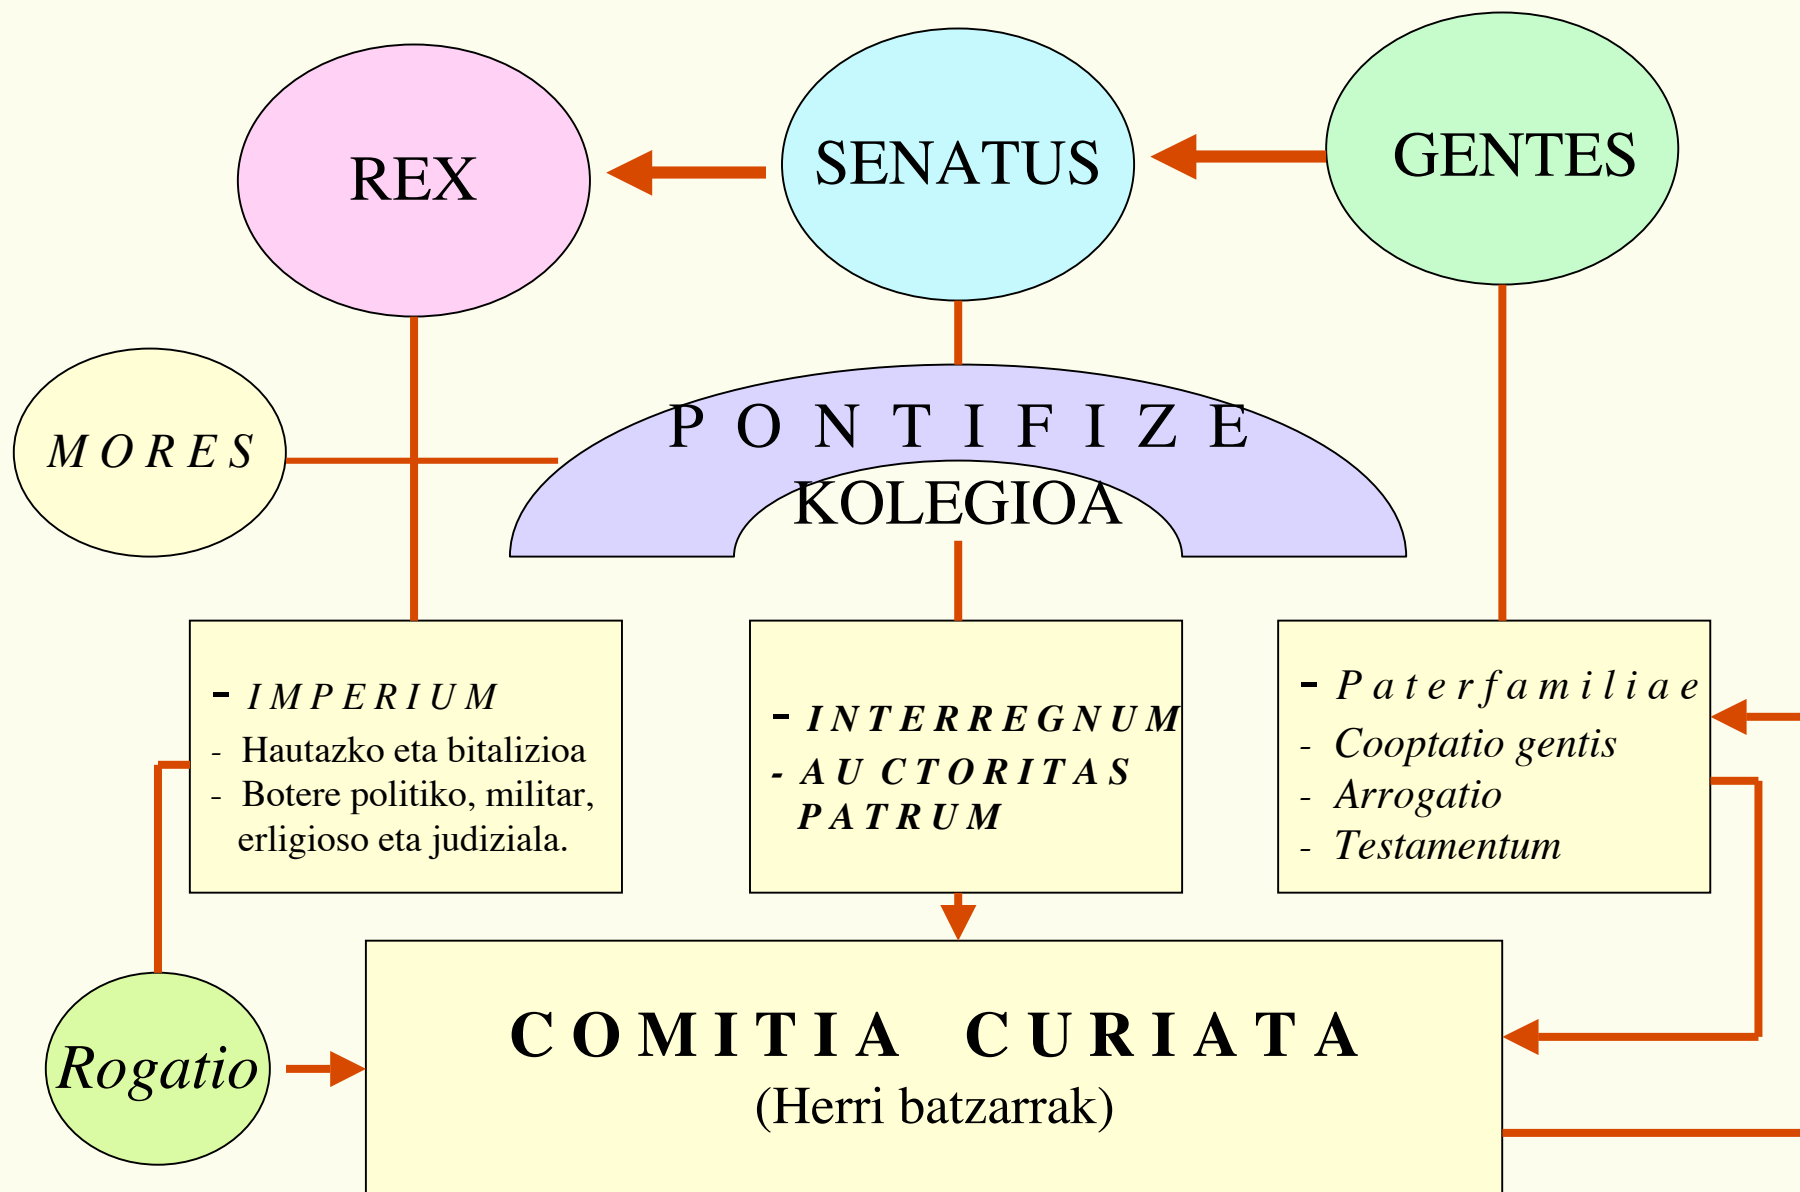 REX
SENATUS
GENTES
MORES
PONTIFIZE
KOLEGIOA
- IMPERIUM
- Hautazko eta bitalizioa
- Botere politiko, militar,
erligioso eta judiziala.
- INTERREGNUM
- AUCTORITAS
PATRUM
- Paterfamiliae
- Cooptatio gentis
- Arrogatio
- Testamentum
Rogatio
COMITIA CURIATA
(Herri batzarrak)